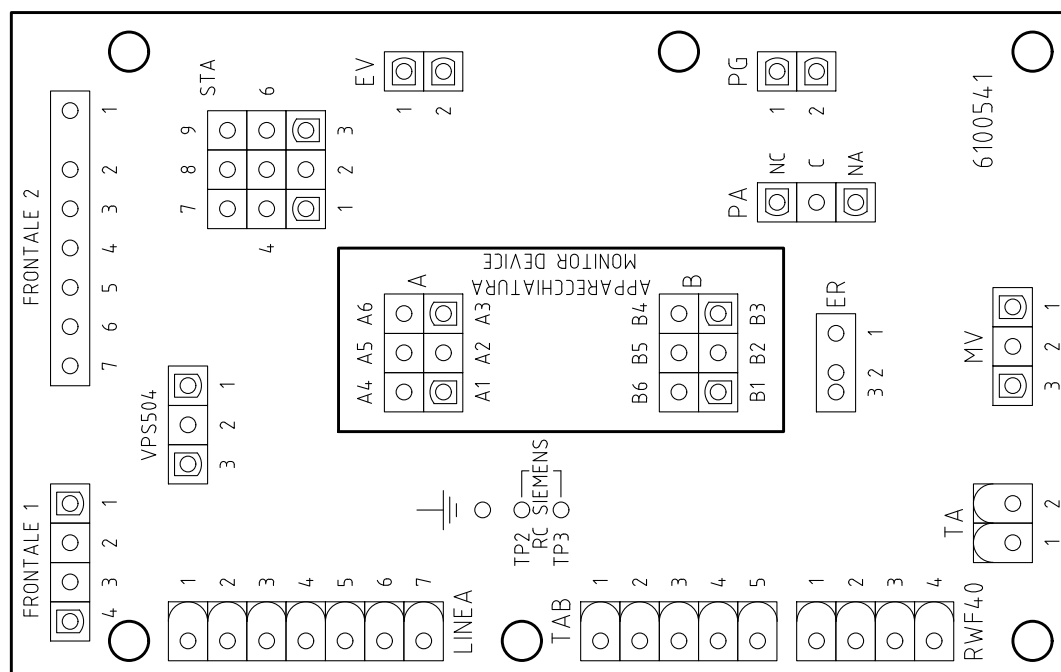 FRONTALE 2
1
2
3
4
5
6
7
STA
9 6 3
8 2
7 4 1
EV
1
2
PG
1
2
6100541
PA
NC
C
NA
APPARECCHIATURA
MONITOR DEVICE
A
A6 A3
A5 A2
A4 A1
B
B4 B3
B5 B2
B6 B1
ER
1
2
3
MV
1
2
3
VPS504
1
2
3
FRONTALE 1
1
2
3
4
TP2
RC SIEMENS
TP3
TA
2
1
LINEA
1
2
3
4
5
6
7
TAB
1
2
3
4
5
RWF40
1
2
3
4